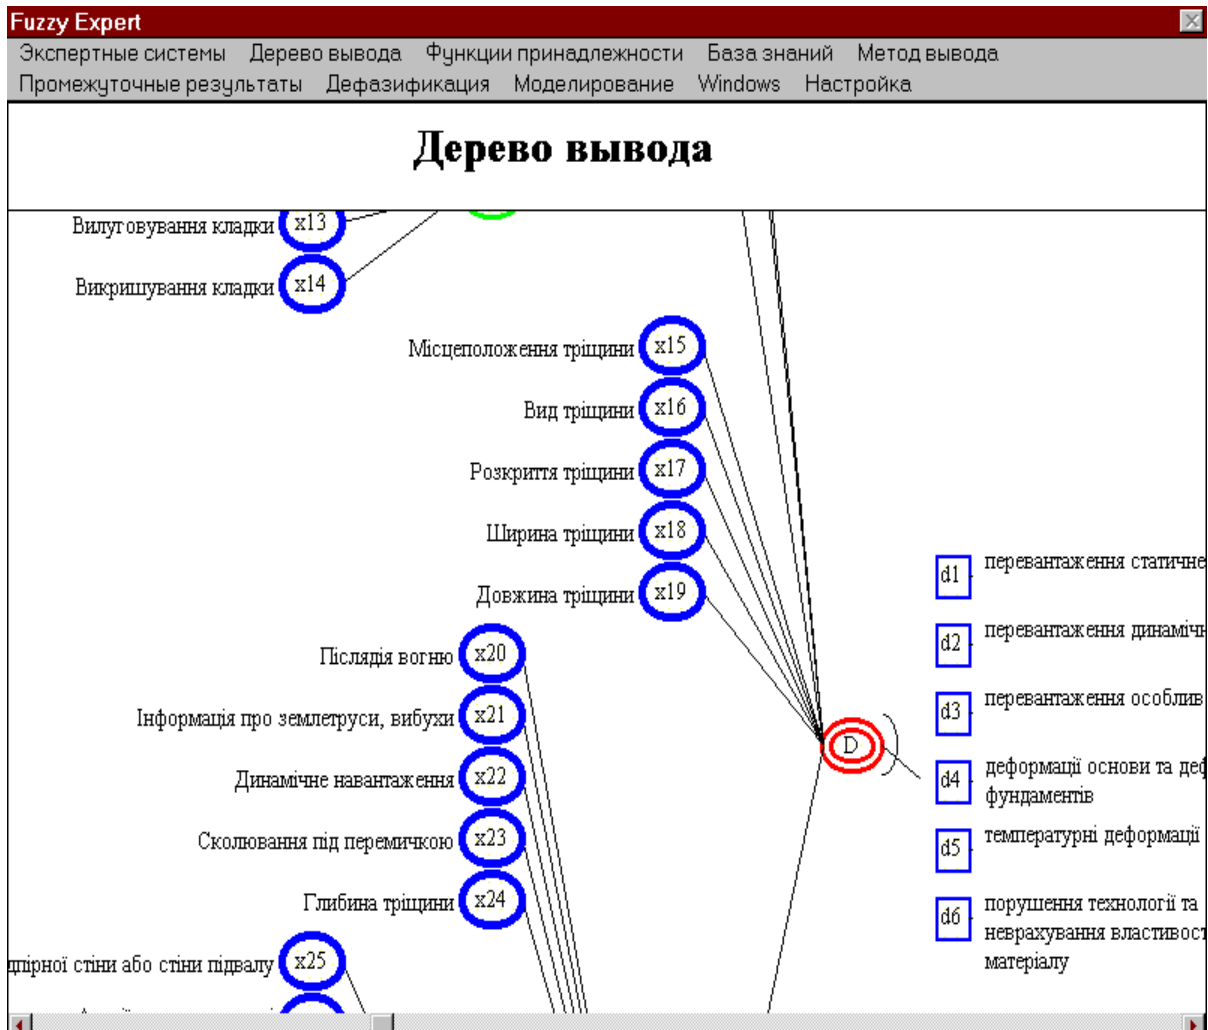 Fuzzy Expert
Экспертные системы Дерево вывода Функции принадлежности База знаний Метод вывода
Промежуточные результаты Дефазификация Моделирование Windows Настройка
Дерево вывода
Вилуговування кладки x13
Викришування кладки x14
Місцеположення тріщини x15
Вид тріщини x16
Розкриття тріщини x17
Ширина тріщини x18
Довжина тріщини x19
Післядія вогню x20
Інформація про землетруси, вибухи x21
Динамічне навантаження x22
Сколювання під перемичкою x23
Глибина тріщини x24
стіни або стіни підвалу x25
D
d1 перевантаження статичне
d2 перевантаження
d3 перевантаження
d4 деформації основи та
фундаментів
d5 температурні деформації
d6 порушення технології та
неврахування
матеріалу